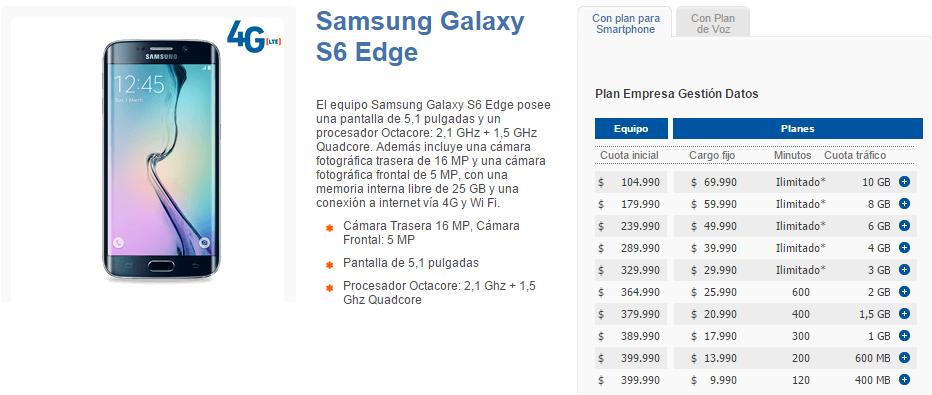 4G [LTE]
SAMSUNG
12:45
Sun, 1 March
Samsung Galaxy
S6 Edge
El equipo Samsung Galaxy S6 Edge posee
una pantalla de 5,1 pulgadas y un
procesador Octacore: 2,1 GHz + 1,5 GHz
Quadcore. Además incluye una cámara
fotográfica trasera de 16 MP y una cámara
fotográfica frontal de 5 MP, con una
memoria interna libre de 25 GB y una
conexión a internet vía 4G y Wi Fi.
Cámara Trasera 16 MP, Cámara
Frontal: 5 MP
Pantalla de 5,1 pulgadas
Procesador Octacore: 2,1 Ghz + 1,5
Ghz Quadcore
Con plan para
Smartphone
Con Plan
de Voz
Plan Empresa Gestión Datos
Equipo Planes
Cuota inicial Cargo fijo Minutos Cuota tráfico
$ 104.990 $ 69.990 Ilimitado* 10 GB
$ 179.990 $ 59.990 Ilimitado* 8 GB
$ 239.990 $ 49.990 Ilimitado* 6 GB
$ 289.990 $ 39.990 Ilimitado* 4 GB
$ 329.990 $ 29.990 Ilimitado* 3 GB
$ 364.990 $ 25.990 600 2 GB
$ 379.990 $ 20.990 400 1,5 GB
$ 389.990 $ 17.990 300 1 GB
$ 399.990 $ 13.990 200 600 MB
$ 399.990 $ 9.990 120 400 MB